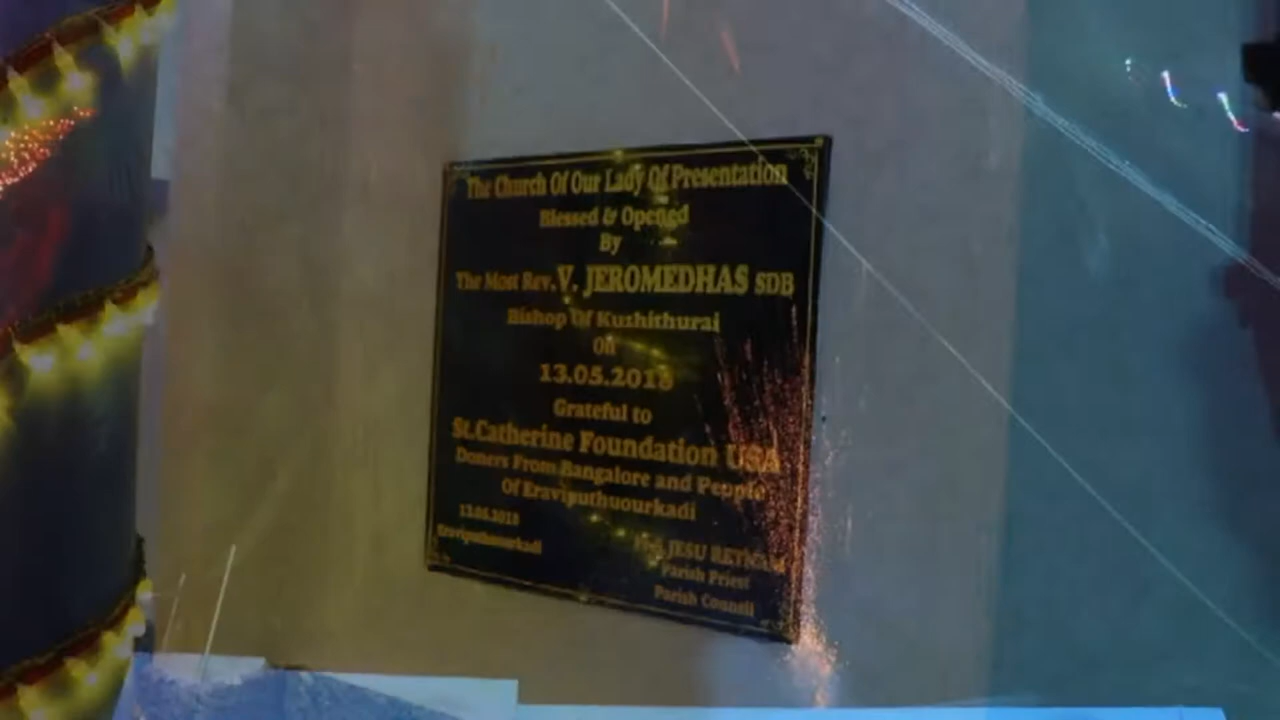 The Church Of Our Lady Of Presentation
Blessed & Opened
By
The Most Rev.V. JEROMEDHAS SDB
Bishop Of Kuzhithurai
On
13.05.2018
Grateful to
St.Catherine Foundation USA
Doners From Bangalore and People
Of Eraviputhuourkadi
13.05.2018
Eraviputhuourkadi
JESU
Parish Priest
Parish Council